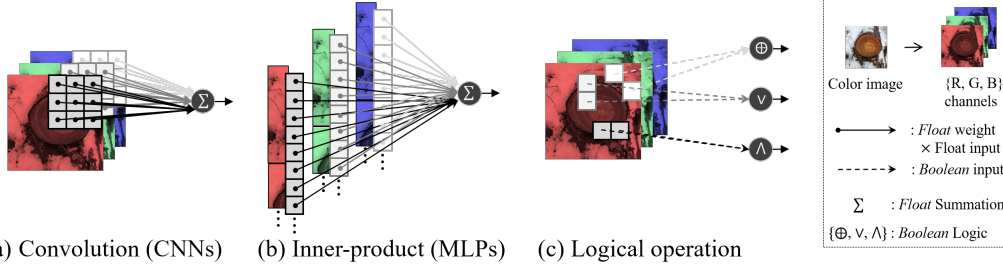 Σ
Σ
⊕
∨
∧
Color image
{R, G, B}
channels
: Float weight
× Float input
: Boolean input
Σ : Float Summation
{⊕, ∨, ∧} : Boolean Logic
a) Convolution (CNNs)
(b) Inner-product (MLPs)
(c) Logical operation